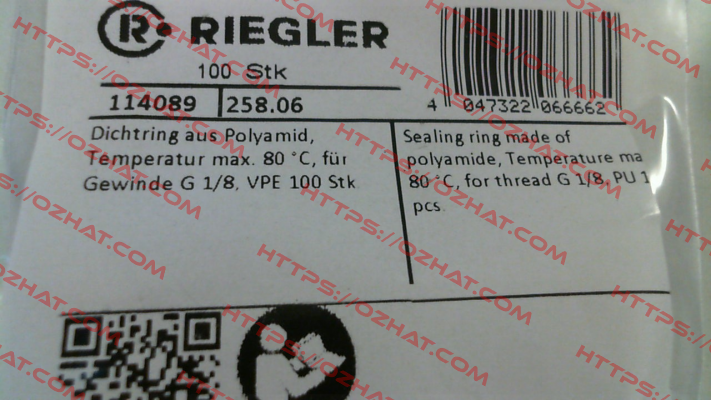 R RIEGLER
100 Stk
114089 258.06
4 047322 066662
Dichtring aus Polyamid,
Temperatur max. 80 °C, für
Gewinde G 1/8, VPE 100 Stk
Sealing ring made of
polyamide, Temperature ma
80 °C, for thread G 1/8, PU 1
pcs
HTTPS://OZHAT.COM